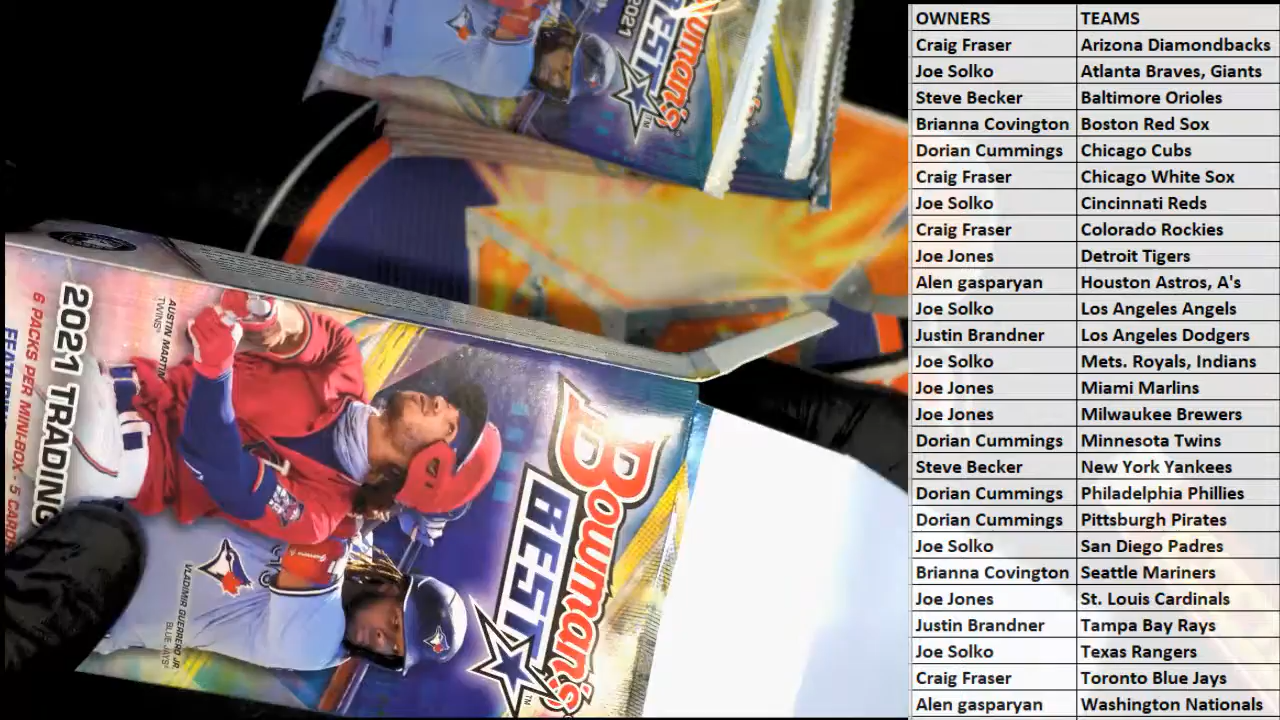 OWNERS TEAMS
Craig Fraser Arizona Diamondbacks
Joe Solko Atlanta Braves, Giants
Steve Becker Baltimore Orioles
Brianna Covington Boston Red Sox
Dorian Cummings Chicago Cubs
Craig Fraser Chicago White Sox
Joe Solko Cincinnati Reds
Craig Fraser Colorado Rockies
Joe Jones Detroit Tigers
Alen gasparyan Houston Astros, A's
Joe Solko Los Angeles Angels
Justin Brandner Los Angeles Dodgers
Joe Solko Mets. Royals, Indians
Joe Jones Miami Marlins
Joe Jones Milwaukee Brewers
Dorian Cummings Minnesota Twins
Steve Becker New York Yankees
Dorian Cummings Philadelphia Phillies
Dorian Cummings Pittsburgh Pirates
Joe Solko San Diego Padres
Brianna Covington Seattle Mariners
Joe Jones St. Louis Cardinals
Justin Brandner Tampa Bay Rays
Joe Solko Texas Rangers
Craig Fraser Toronto Blue Jays
Alen gasparyan Washington Nationals
Bowman's
BEST
TM
2021
Bowman's
BEST
TM
AUSTIN MARTIN
TWINS
VLADIMIR GUERRERO JR.
BLUE JAYS
2021 TRADING
6 PACKS PER MINI-BOX - 5 CARDS